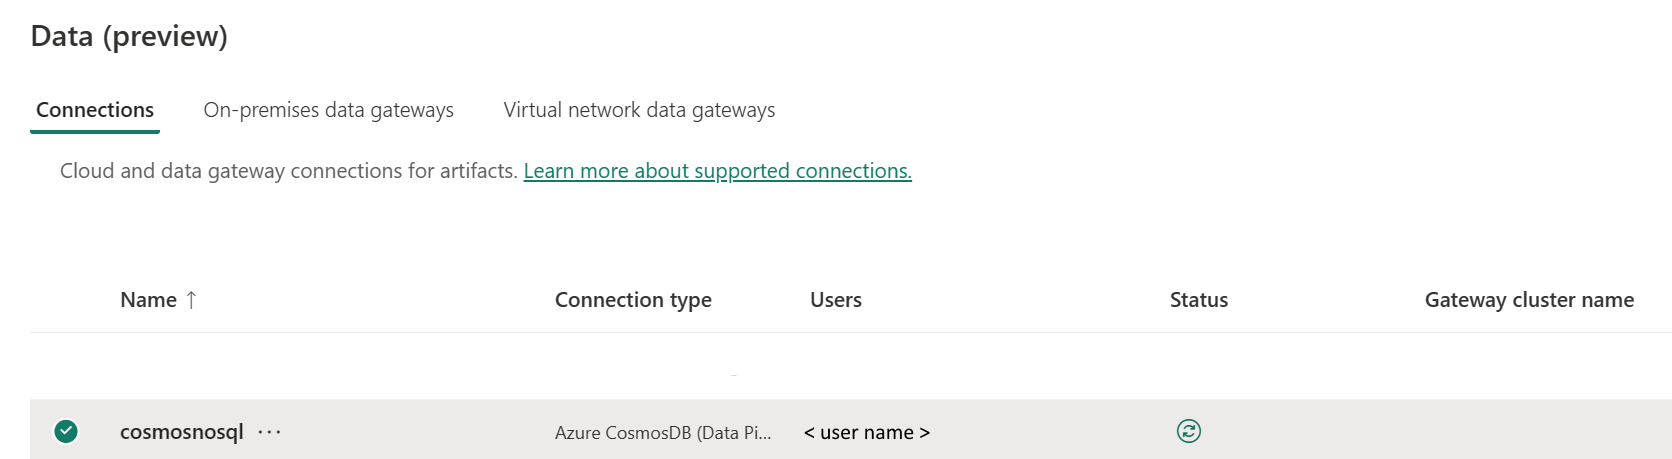 Data (preview)
Connections On-premises data gateways Virtual network data gateways
Cloud and data gateway connections for artifacts. Learn more about supported connections.
Name ↑ Connection type Users Status Gateway cluster name
cosmosnosql ... Azure CosmosDB (Data Pi... < user name >